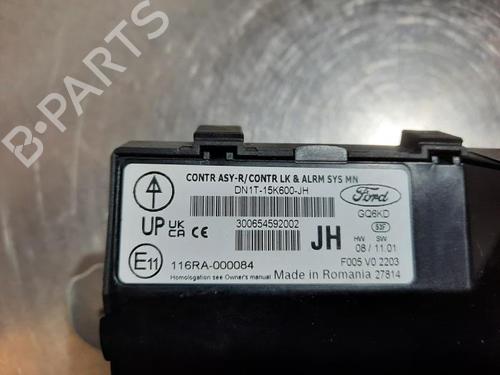 CONTR ASY-R/CONTR LK & ALRM SYS MN
DN1T-15K600-JH
Ford
GQ6KD
UP UK CA CE
300654592002
JH
HW SW
08 / 11.01
E11
116RA-000084
F005 V0 2203
Homologation see Owner's manual
Made in Romania 27814
B-PARTS